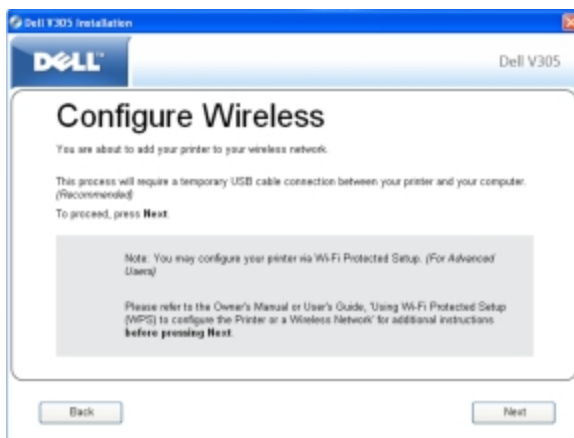 Dell V305 Installation
DELL™
Dell V305
Configure Wireless
You are about to add your printer to your wireless network.
This process will require a temporary USB cable connection between your printer and your computer.
(Recommended)
To proceed, press Next.
Note: You may configure your printer via Wi-Fi Protected Setup. (For Advanced
Users)
Please refer to the Owner's Manual or User's Guide, 'Using Wi-Fi Protected Setup
(WPS) to configure the Printer or a Wireless Network' for additional instructions
before pressing Next.
Back
Next